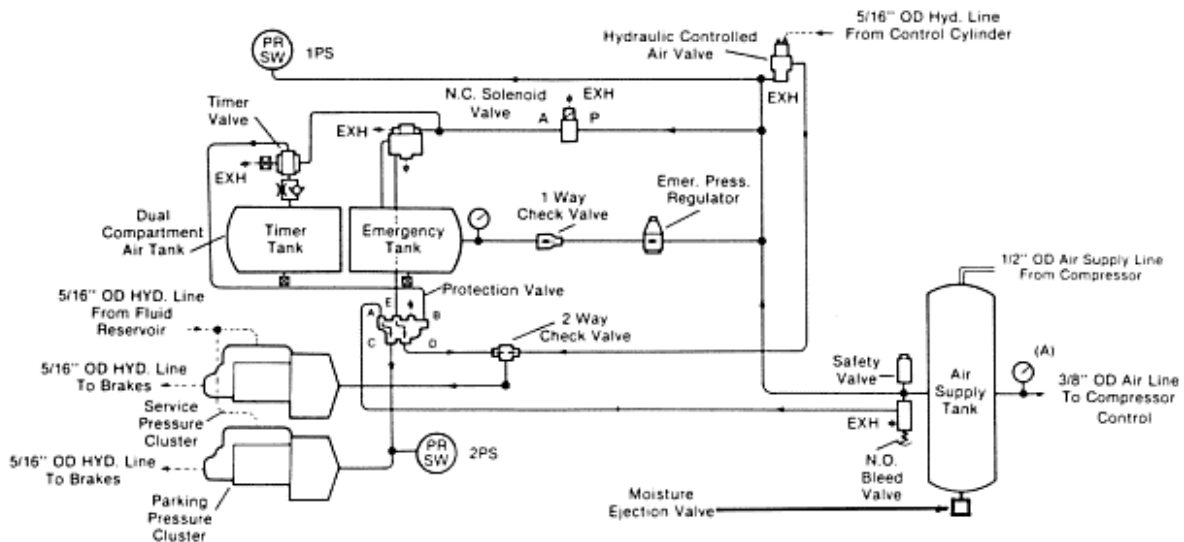 PR
SW
1PS
5/16" OD Hyd. Line
From Control Cylinder
Hydraulic Controlled
Air Valve
EXH
N.C. Solenoid
Valve
EXH
A
P
Timer
Valve
EXH
EXH
Dual
Compartment
Air Tank
Timer
Tank
Emergency
Tank
1 Way
Check Valve
Emer. Press.
Regulator
1/2" OD Air Supply Line
From Compressor
5/16" OD HYD. Line
From Fluid
Reservoir
Protection Valve
A
E
B
C
D
2 Way
Check Valve
Safety
Valve
Air
Supply
Tank
(A)
3/8" OD Air Line
To Compressor
Control
5/16" OD HYD. Line
To Brakes
Service
Pressure
Cluster
EXH
N.O.
Bleed
Valve
5/16" OD HYD. Line
To Brakes
PR
SW
2PS
Parking
Pressure
Cluster
Moisture
Ejection Valve